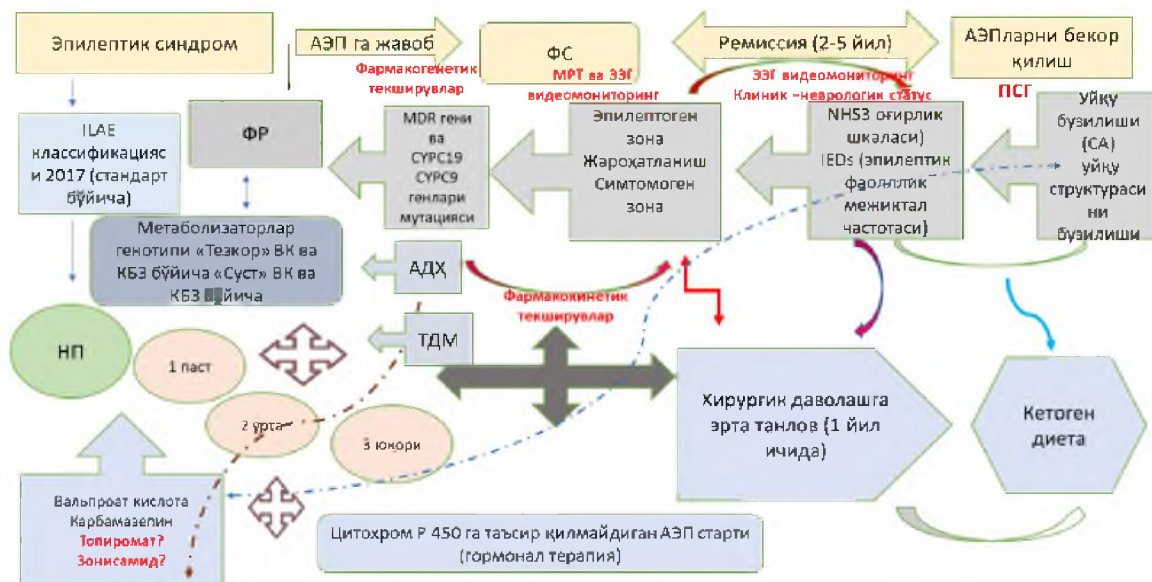 Эпилептик синдром
АЭП га жавоб
ФС
Ремиссия (2-5 йил)
АЭПларни бекор
қилиш
Фармакогенетик
текширувлар
МРТ ва ЭЭГ
видеомониторинг
ЭЭГ видеомониторинг
Клиник –неврологик статус
ПСГ
ILAE
классификацияс
и 2017 (стандарт
бўйича)
ФР
MDR гени
ва
CYPC19
CYPC9
генлари
мутацияси
Эпилептоген
зона
Жароҳатланиш
Симтомоген
зона
NHS3 оғирлик
шкаласи)
IEDs (эпилептик
фаоллик
межиктал
частотаси)
Уйқу
бузилиши
(СА)
уйқу
структураси
ни бузилиши
Метаболизаторлар
генотипи «Тезкор» ВК ва
КБЗ бўйича «Суст» ВК ва
КБЗ бўйича
АДҲ
Фармакокинетик
текширувлар
ТДМ
НП
1 паст
2 урта
3 юкори
Хирургик даволашга
эрта танлов (1 йил
ичида)
Кетоген
диета
Вальпроат кислота
Карбамазепин
Топиромат?
Зонисамид?
Цитохром Р 450 га таъсир қилмайдиган АЭП старти
(гормонал терапия)